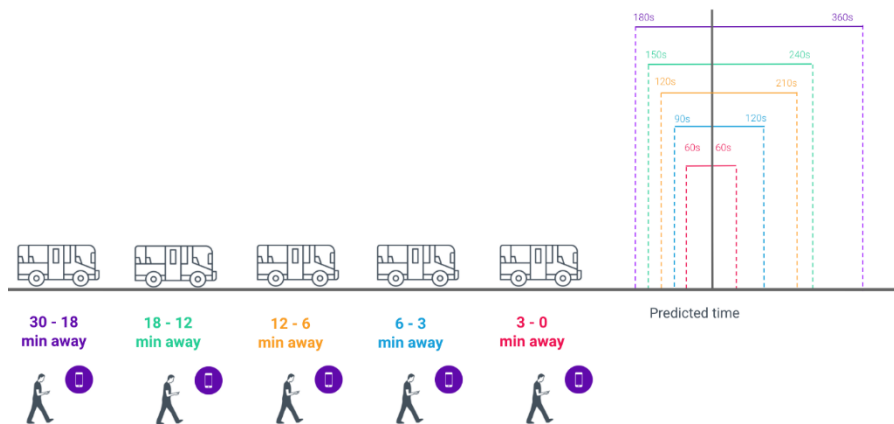 180s 360s
150s 240s
120s 210s
90s 120s
60s 60s
30 - 18 18 - 12 12 - 6 6 - 3 3 - 0
min away min away min away min away min away
Predicted time